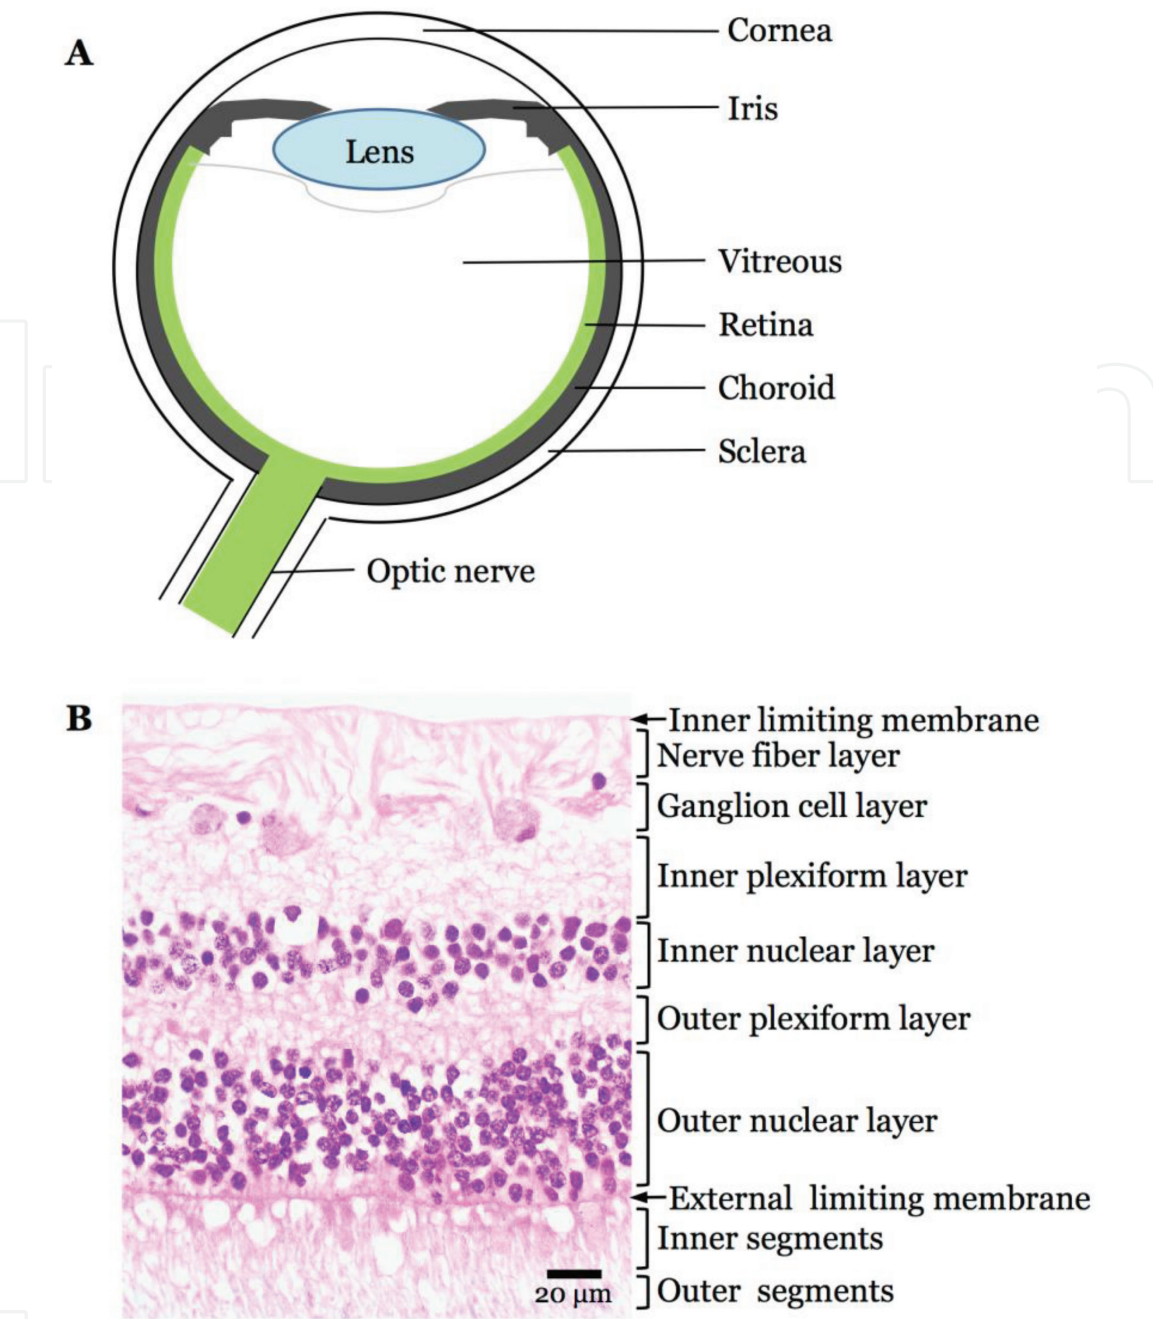 A
Cornea
Iris
Lens
Vitreous
Retina
Choroid
Sclera
Optic nerve
B
Inner limiting membrane
Nerve fiber layer
Ganglion cell layer
Inner plexiform layer
Inner nuclear layer
Outer plexiform layer
Outer nuclear layer
External limiting membrane
Inner segments
20 µm
Outer segments